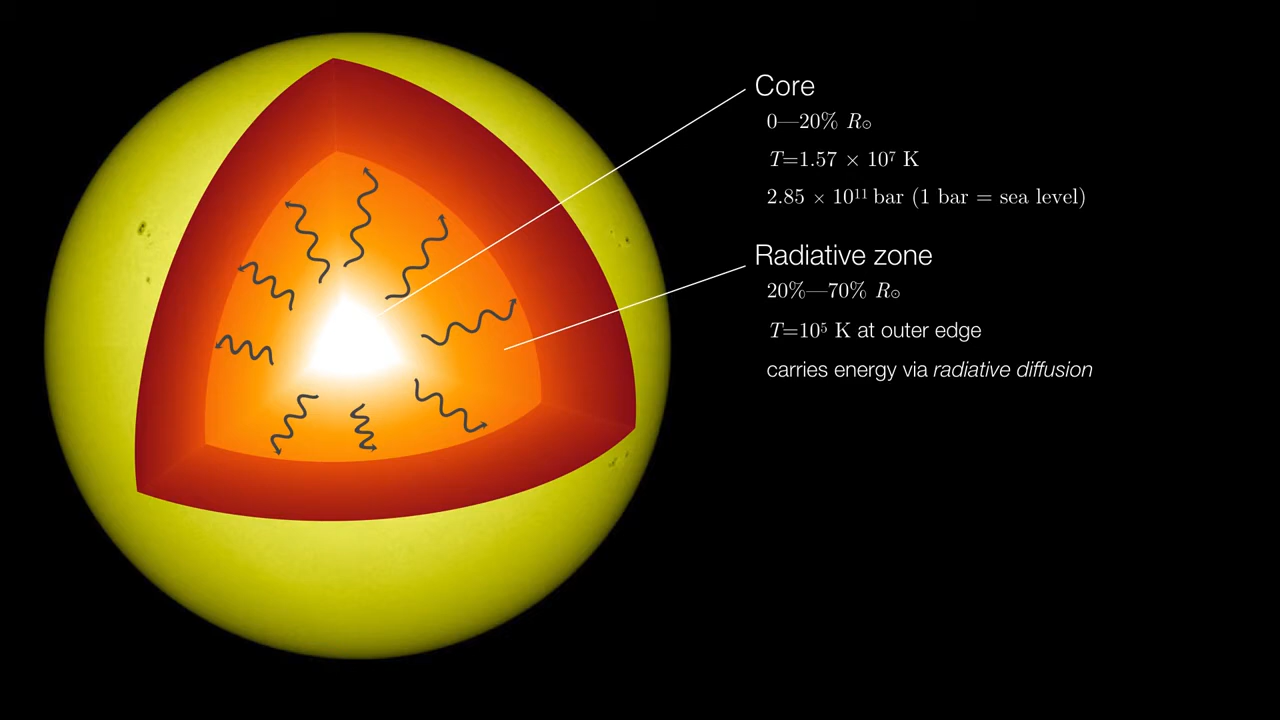 Core
0—20% R☉
T=1.57 × 10⁷ K
2.85 × 10¹¹ bar (1 bar = sea level)
Radiative zone
20%—70% R☉
T=10⁵ K at outer edge
carries energy via radiative diffusion